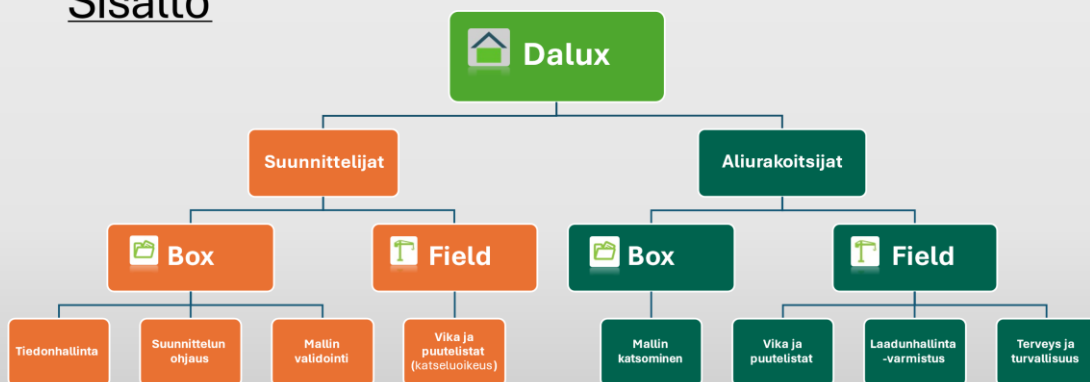 Sisältö
Dalux
Suunnittelijat
Aliurakoitsijat
Box
Field
Box
Field
Tiedonhallinta
Suunnittelun
ohjaus
Mallin
validointi
Vika ja
puutelistat
(katseluoikeus)
Mallin
katsominen
Vika ja
puutelistat
Laadunhallinta
-varmistus
Terveys ja
turvallisuus